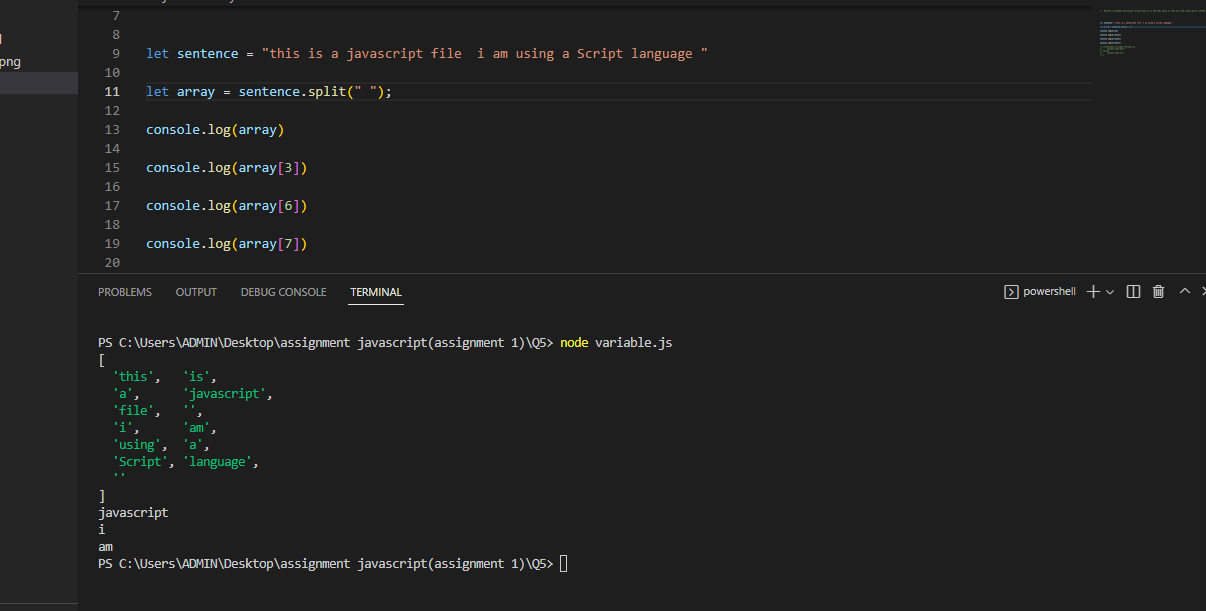 png
7
8
9 let sentence = "this is a javascript file  i am using a Script language "
10
11 let array = sentence.split(" ");
12
13 console.log(array)
14
15 console.log(array[3])
16
17 console.log(array[6])
18
19 console.log(array[7])
20
PROBLEMS OUTPUT DEBUG CONSOLE TERMINAL powershell
PS C:\Users\ADMIN\Desktop\assignment javascript(assignment 1)\Q5> node variable.js
[
  'this',   'is',
  'a',      'javascript',
  'file',   '',
  'i',      'am',
  'using',  'a',
  'Script', 'language',
  ''
]
javascript
i
am
PS C:\Users\ADMIN\Desktop\assignment javascript(assignment 1)\Q5>